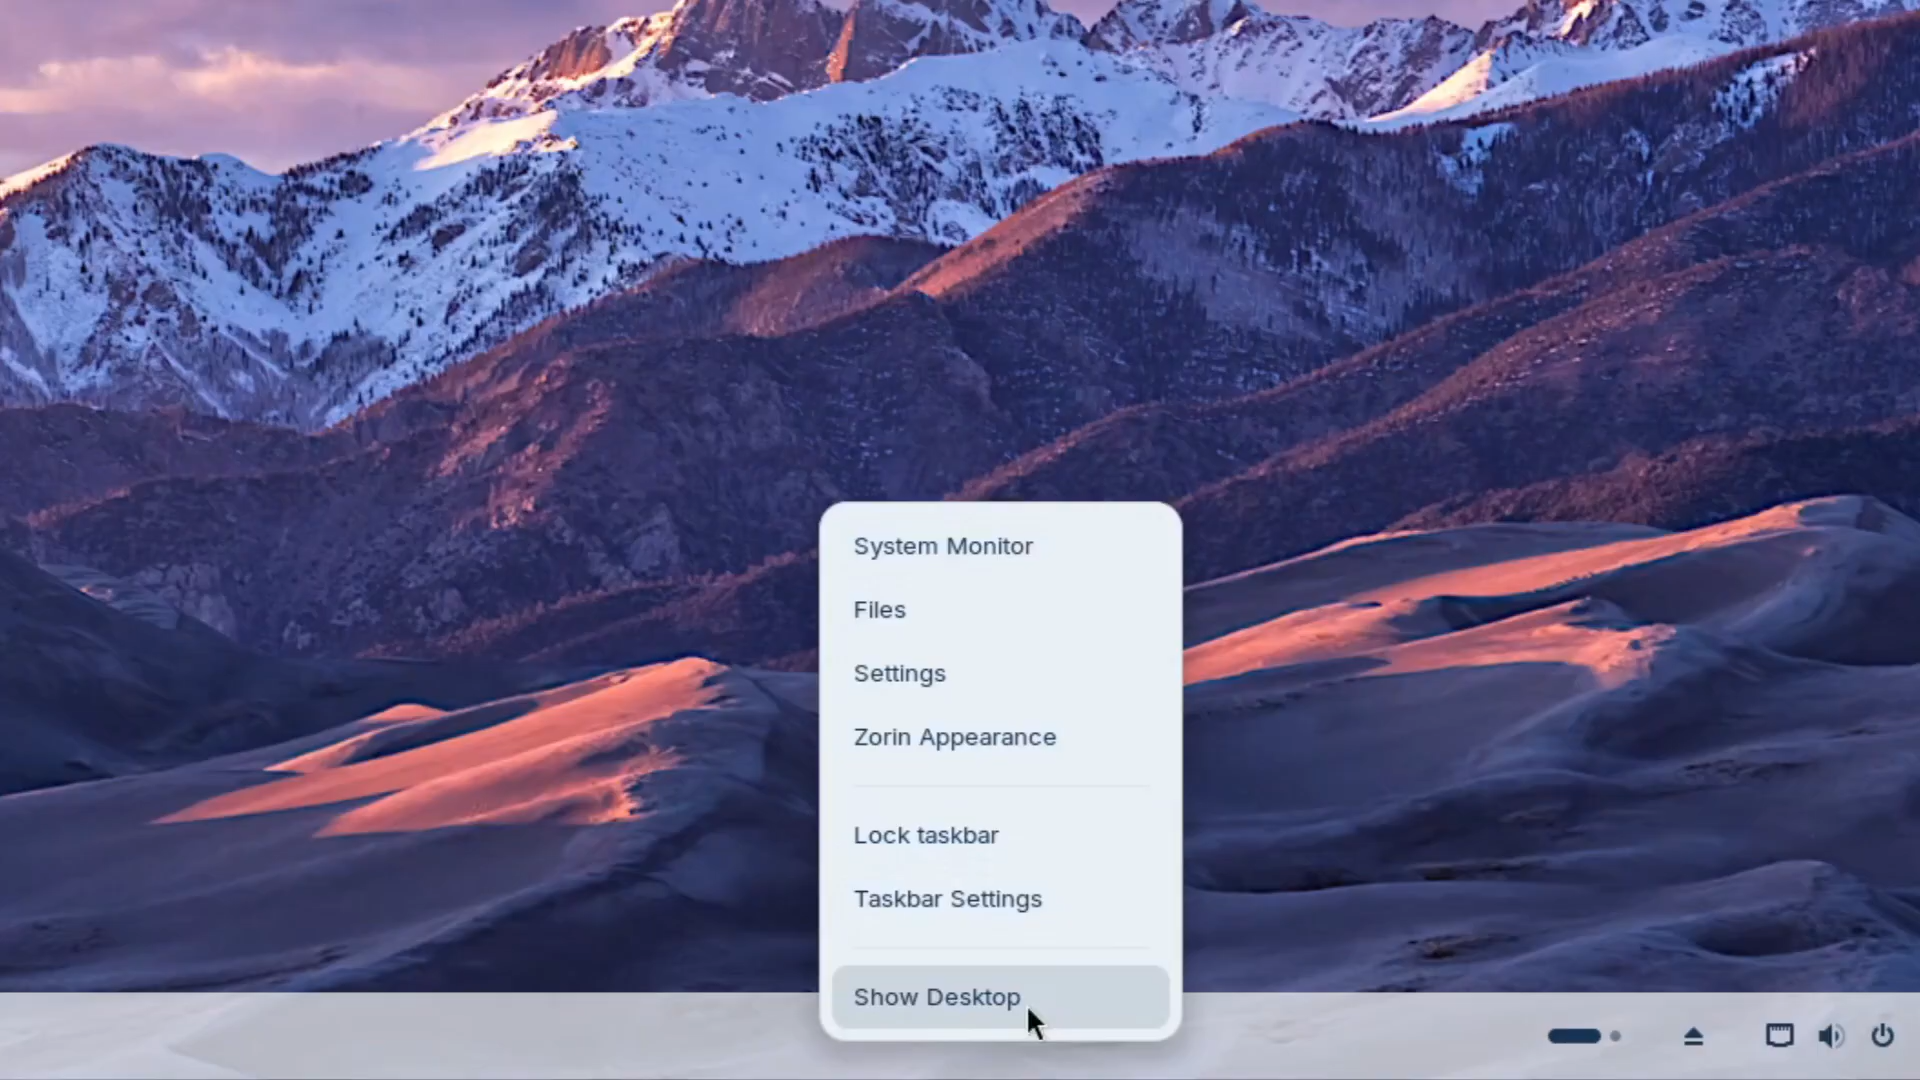 System Monitor
Files
Settings
Zorin Appearance
Lock taskbar
Taskbar Settings
Show Desktop